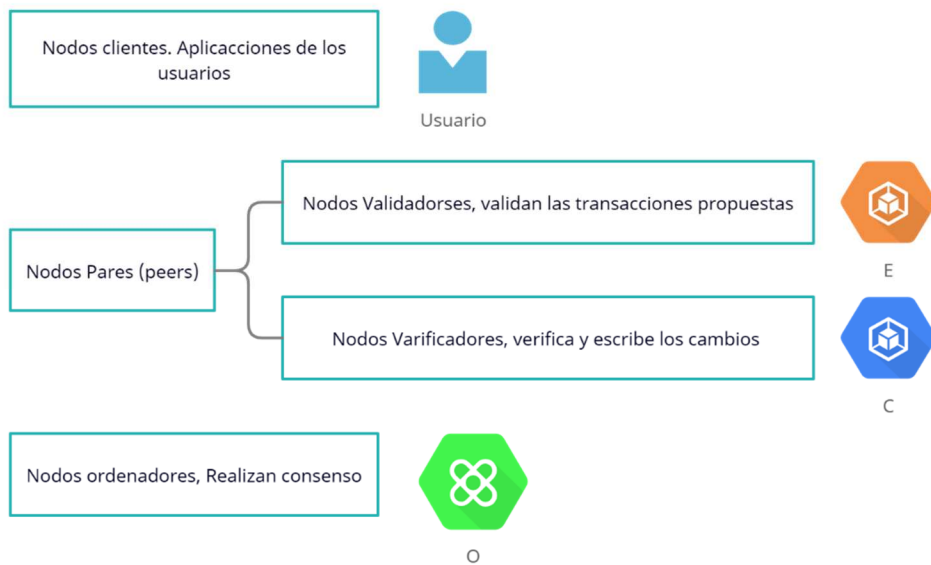 Nodos clientes. Aplicacciones de los
usuarios
Usuario
Nodos Validadorses, validan las transacciones propuestas
E
Nodos Pares (peers)
Nodos Varificadores, verifica y escribe los cambios
C
Nodos ordenadores, Realizan consenso
O